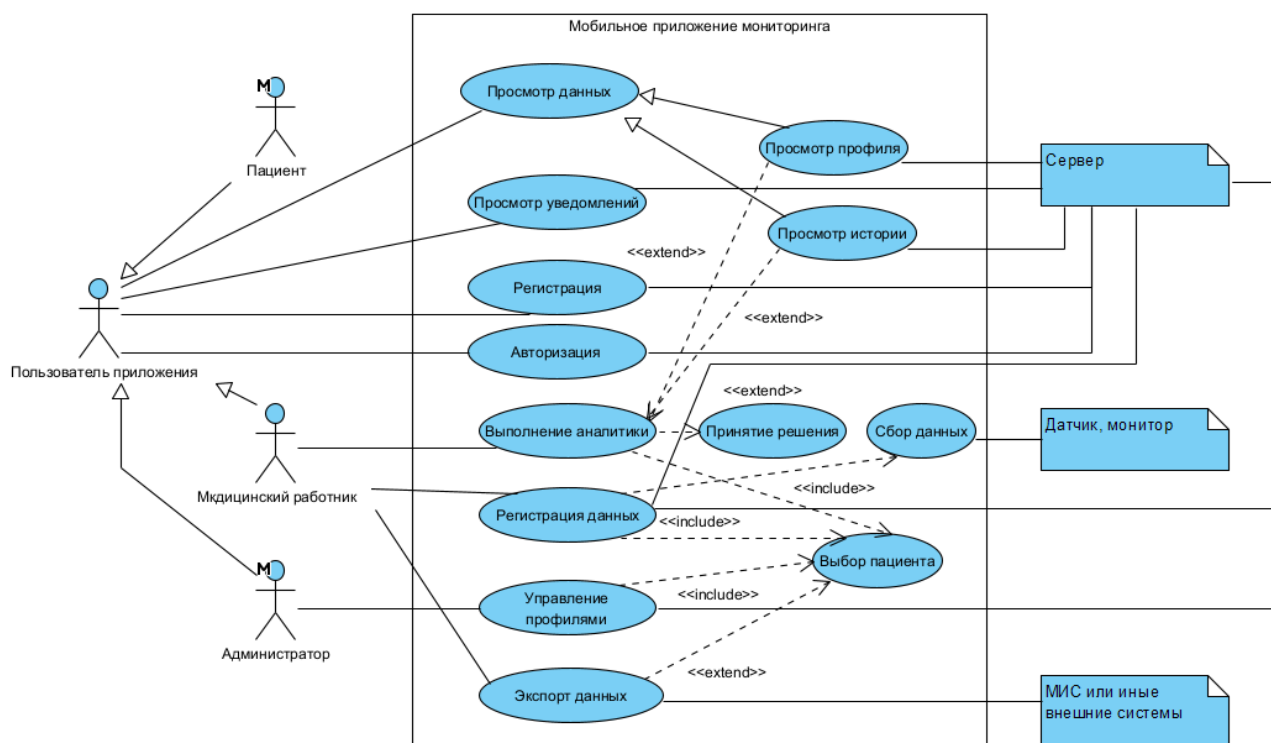 Мобильное приложение мониторинга
M
Пациент
Просмотр данных
Просмотр профиля
Сервер
Просмотр уведомлений
Просмотр истории
<<extend>>
Регистрация
<<extend>>
Авторизация
Пользователь приложения
<<extend>>
Выполнение аналитики
Принятие решения
Сбор данных
Датчик, монитор
Мкдицинский работник
<<include>>
Регистрация данных
<<include>>
Выбор пациента
M
Управление
профилями
<<include>>
Администратор
<<extend>>
Экспорт данных
МИС или иные
внешние системы